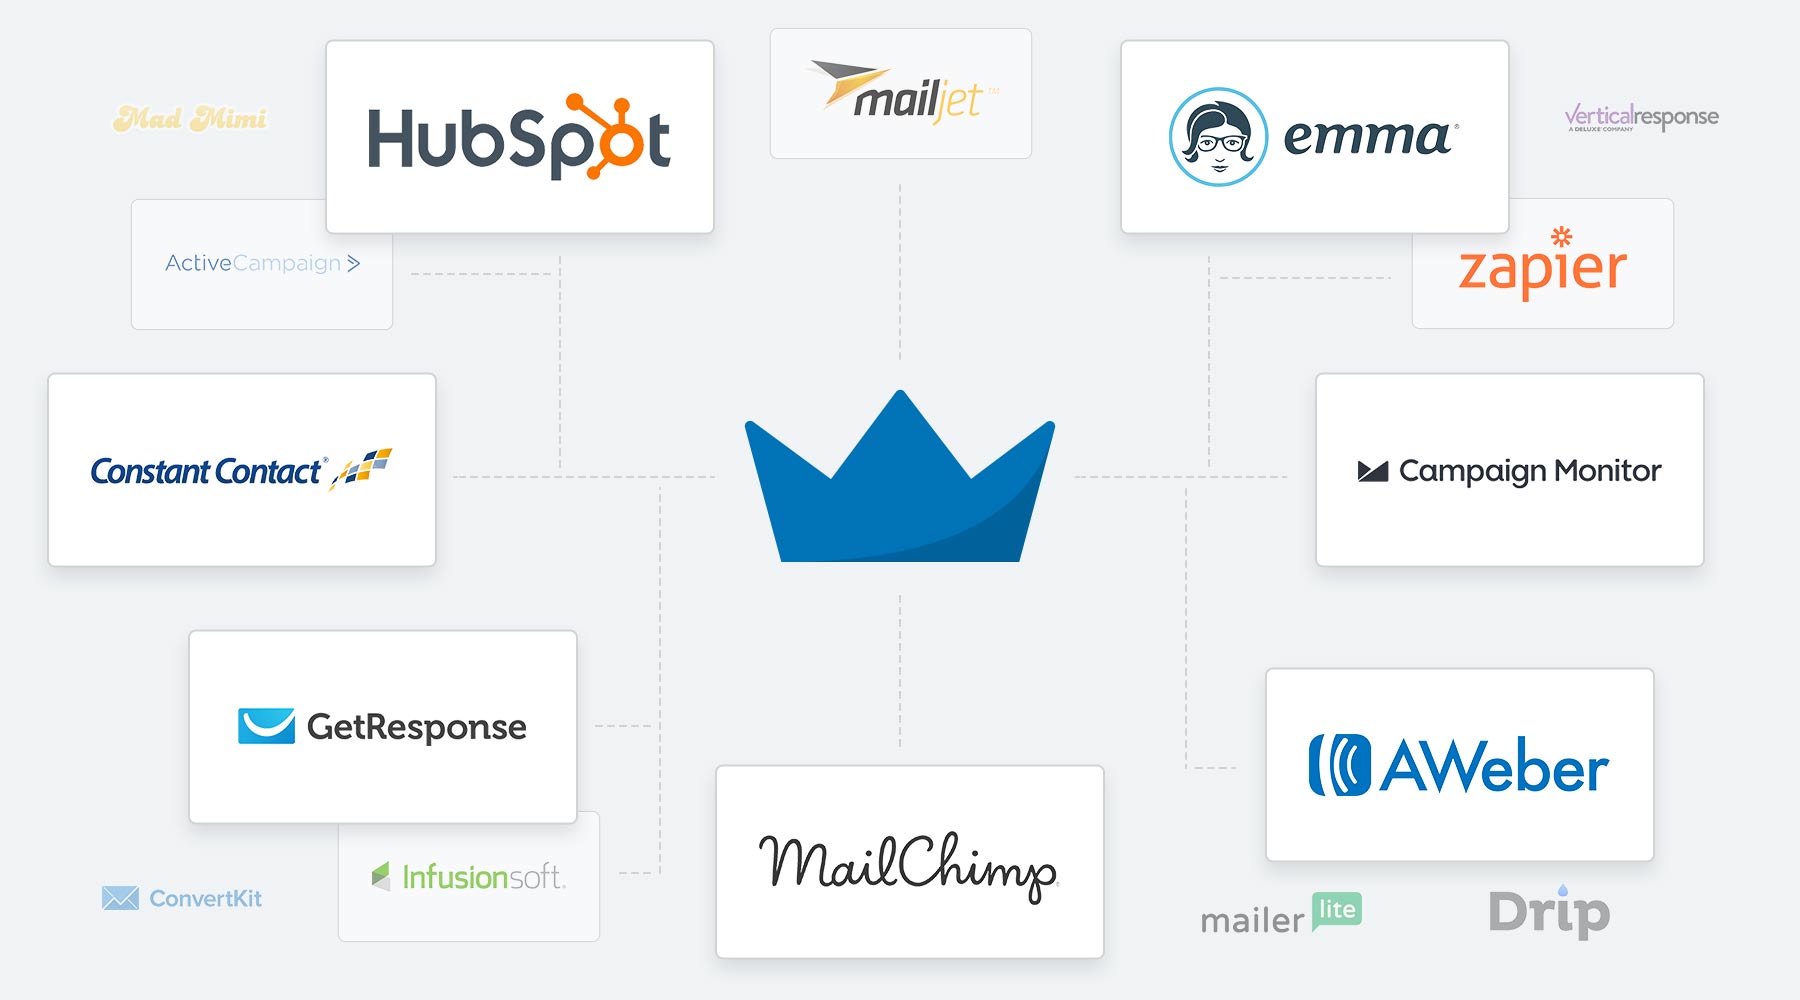 Mad Mimi
HubSpot
mailjet™
emma®
verticalresponse
A DELUXE COMPANY
ActiveCampaign
zapier
Constant Contact®
Campaign Monitor
GetResponse
AWeber
Infusionsoft.
MailChimp
ConvertKit
mailer lite
Drip